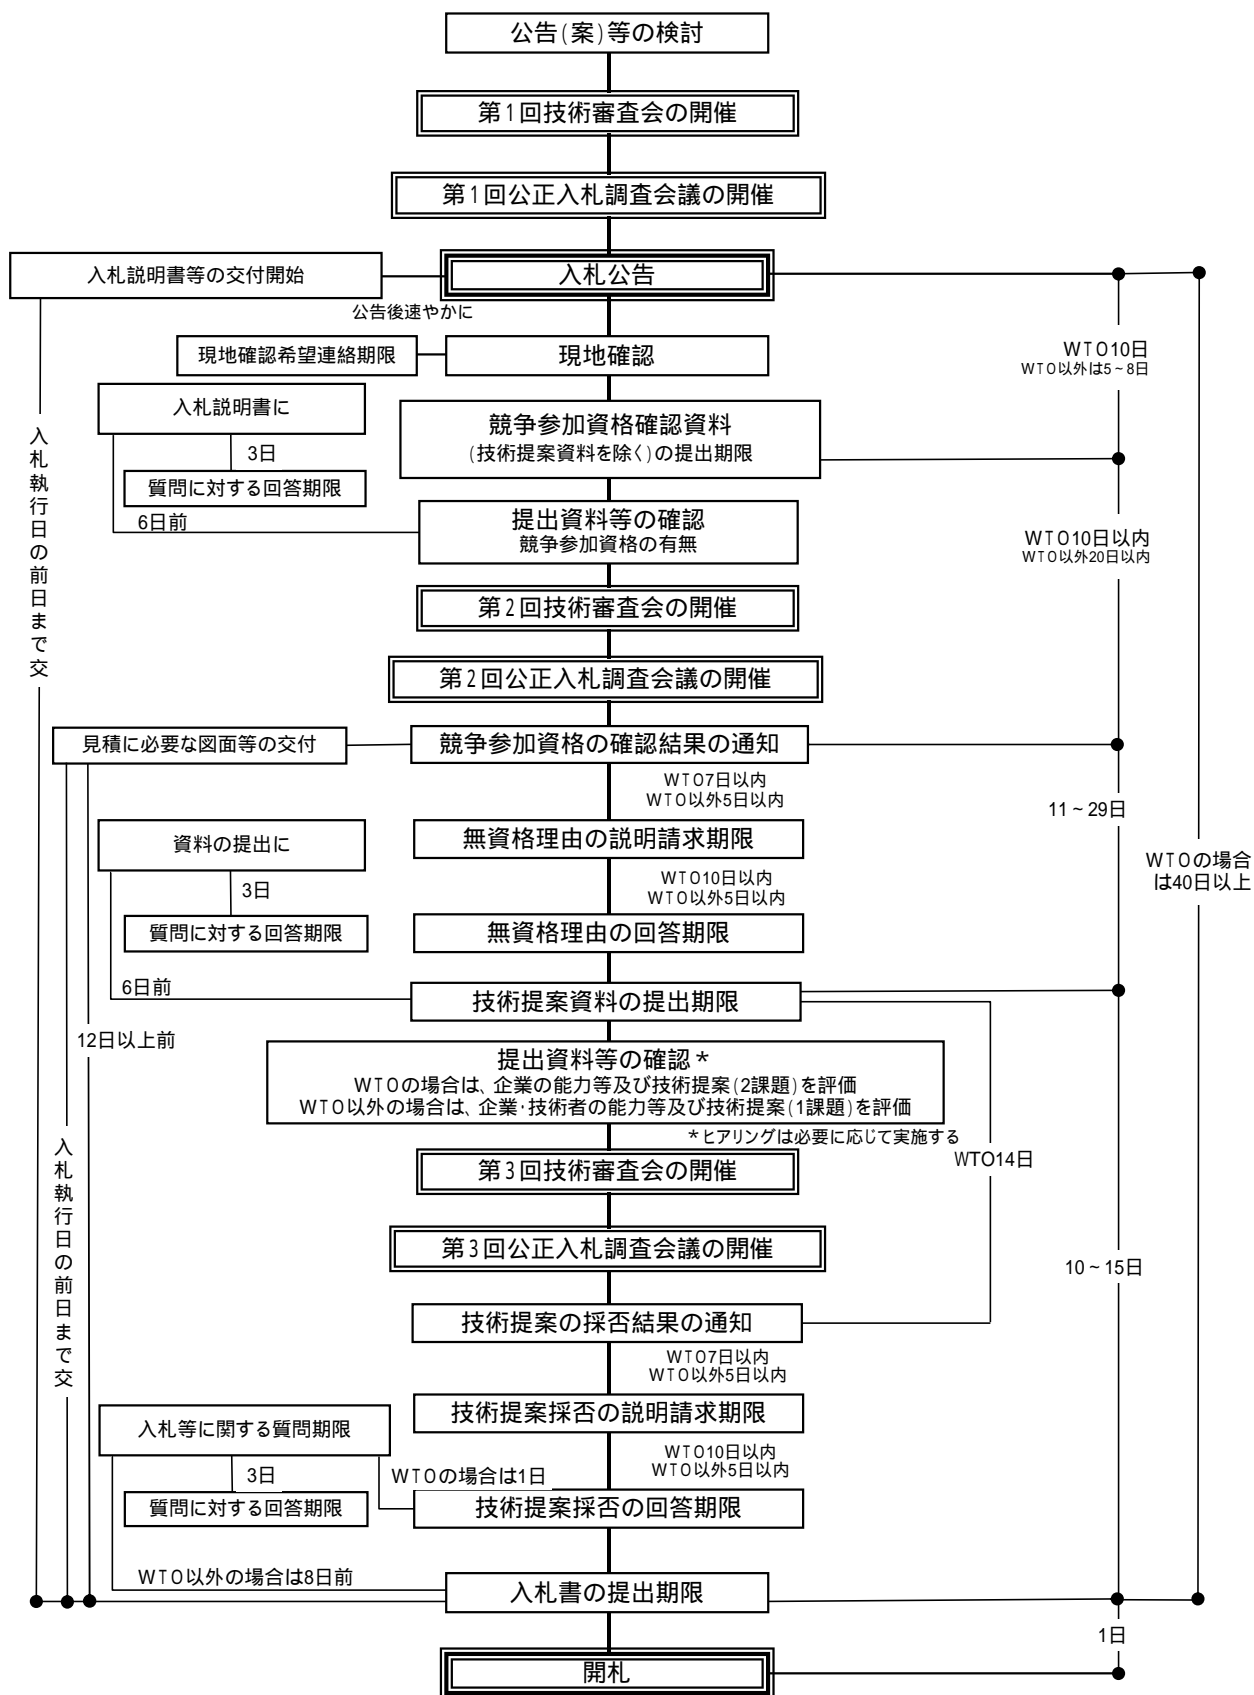 公告(案)等の検討
第1回技術審査会の開催
第1回公正入札調査会議の開催
入札説明書等の交付開始
入札公告
公告後速やかに
現地確認希望連絡期限
現地確認
WTO10日
WTO以外は5~8日
入札説明書に
3日
質問に対する回答期限
6日前
競争参加資格確認資料
(技術提案資料を除く)の提出期限
提出資料等の確認
競争参加資格の有無
WTO10日以内
WTO以外20日以内
入札執行日の前日まで交
第2回技術審査会の開催
第2回公正入札調査会議の開催
見積に必要な図面等の交付
競争参加資格の確認結果の通知
WTO7日以内
WTO以外5日以内
11~29日
資料の提出に
3日
質問に対する回答期限
6日前
無資格理由の説明請求期限
WTO10日以内
WTO以外5日以内
無資格理由の回答期限
WTOの場合
は40日以上
技術提案資料の提出期限
12日以上前
提出資料等の確認*
WTOの場合は、企業の能力等及び技術提案(2課題)を評価
WTO以外の場合は、企業・技術者の能力等及び技術提案(1課題)を評価
*ヒアリングは必要に応じて実施する
WTO14日
第3回技術審査会の開催
入札執行日の前日まで交
第3回公正入札調査会議の開催
10~15日
技術提案の採否結果の通知
WTO7日以内
WTO以外5日以内
技術提案採否の説明請求期限
入札等に関する質問期限
3日
質問に対する回答期限
WTO10日以内
WTO以外5日以内
WTOの場合は1日
技術提案採否の回答期限
WTO以外の場合は8日前
入札書の提出期限
1日
開札